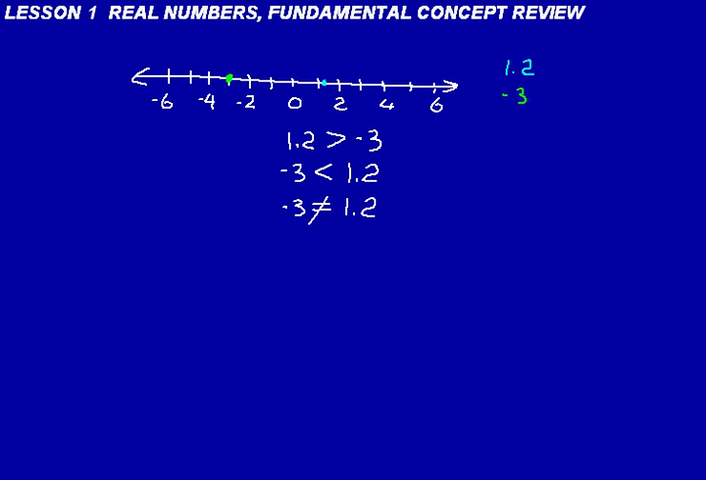 LESSON 1 REAL NUMBERS, FUNDAMENTAL CONCEPT REVIEW
1.2
-3
-6 -4 -2 0 2 4 6
1.2 > -3
-3 < 1.2
-3 ≠ 1.2